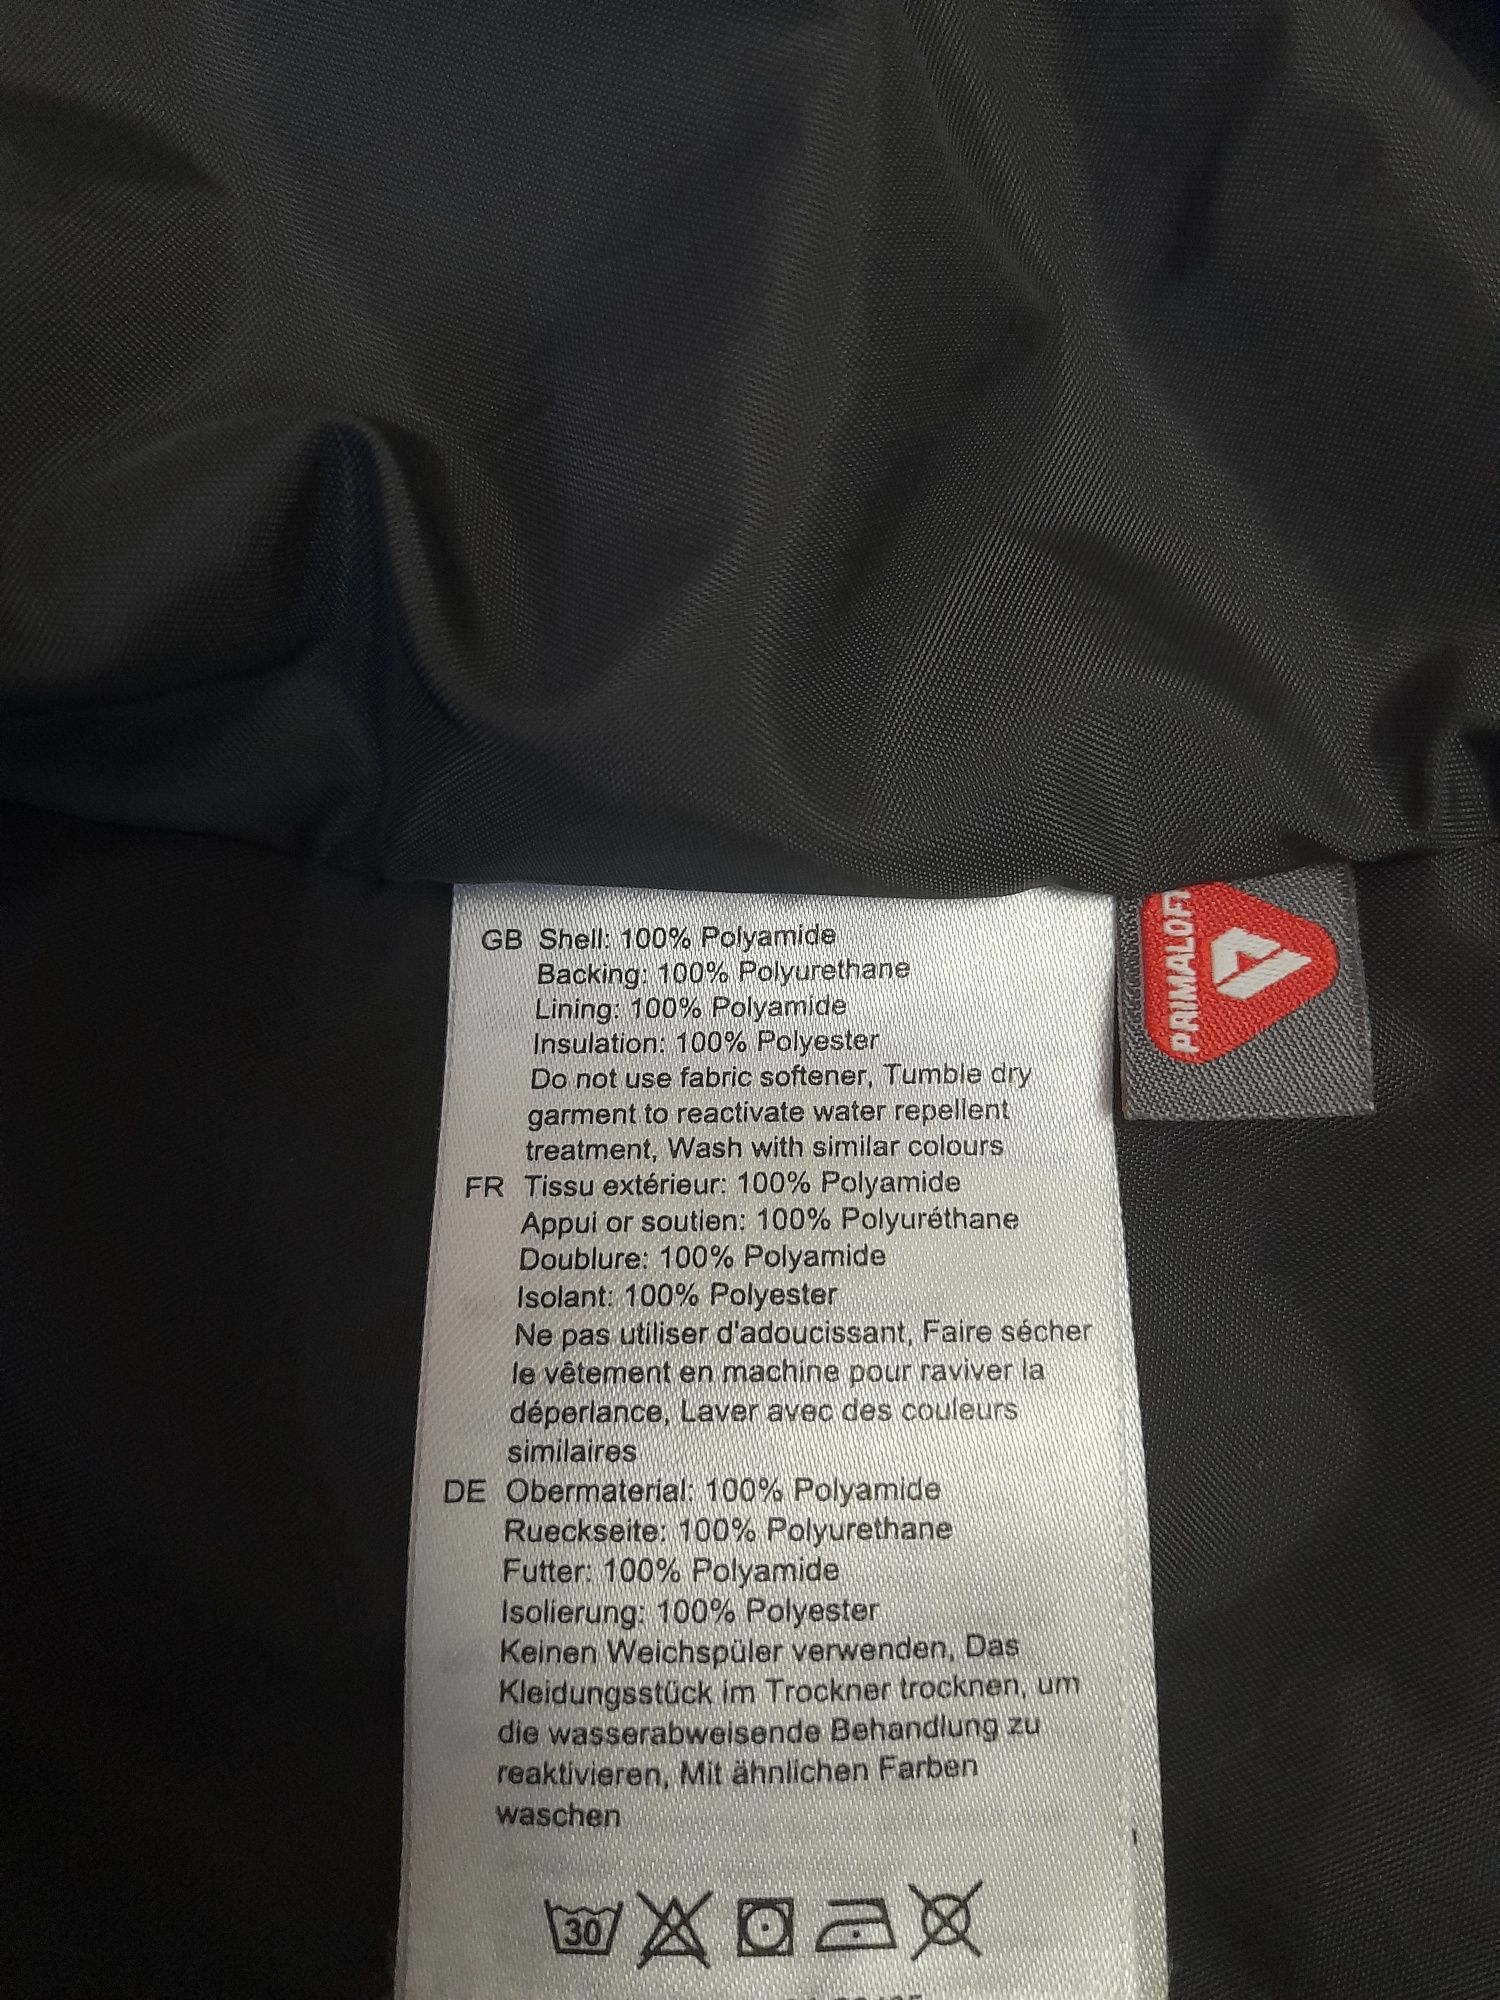 GB Shell: 100% Polyamide
Backing: 100% Polyurethane
Lining: 100% Polyamide
Insulation: 100% Polyester
Do not use fabric softener, Tumble dry
garment to reactivate water repellent
treatment, Wash with similar colours
FR Tissu extérieur: 100% Polyamide
Appui or soutien: 100% Polyuréthane
Doublure: 100% Polyamide
Isolant: 100% Polyester
Ne pas utiliser d'adoucissant, Faire sécher
le vêtement en machine pour raviver la
déperlance, Laver avec des couleurs
similaires
DE Obermaterial: 100% Polyamide
Rueckseite: 100% Polyurethane
Futter: 100% Polyamide
Isolierung: 100% Polyester
Keinen Weichspüler verwenden, Das
Kleidungsstück im Trockner trocknen, um
die wasserabweisende Behandlung zu
reaktivieren, Mit ähnlichen Farben
waschen
30
PRIMALOFT